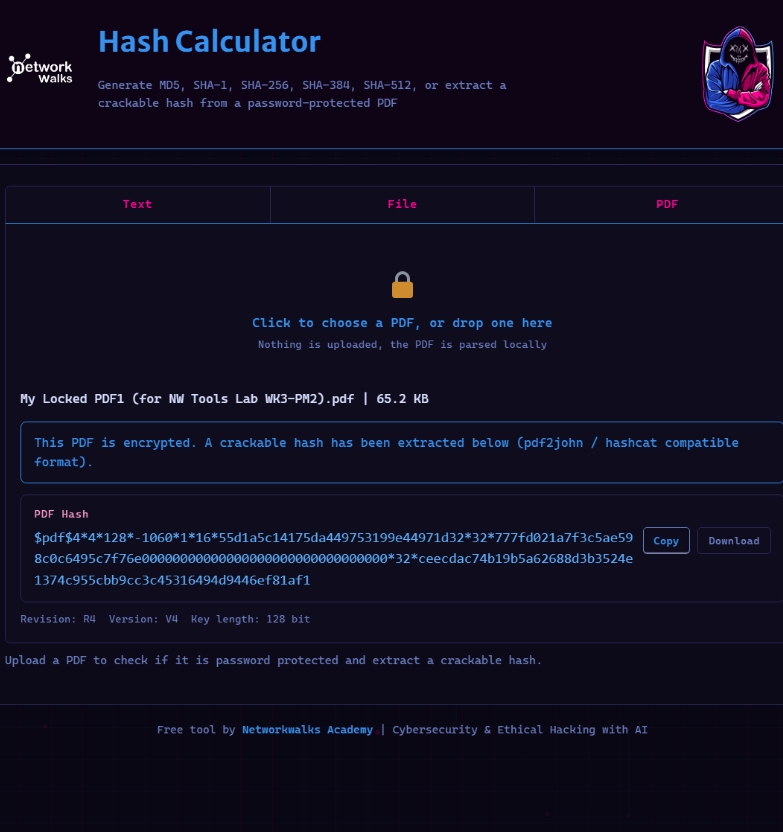 network
walks
Hash Calculator
Generate MD5, SHA-1, SHA-256, SHA-384, SHA-512, or extract a
crackable hash from a password-protected PDF
Text
File
PDF
Click to choose a PDF, or drop one here
Nothing is uploaded, the PDF is parsed locally
My Locked PDF1 (for NW Tools Lab WK3-PM2).pdf | 65.2 KB
This PDF is encrypted. A crackable hash has been extracted below (pdf2john / hashcat compatible
format).
PDF Hash
$pdf$4*4*128*-1060*1*16*55d1a5c14175da449753199e44971d32*32*777fd021a7f3c5ae59
8c0c6495c7f76e00000000000000000000000000000000*32*ceecdac74b19b5a62688d3b3524e
1374c955cbb9cc3c45316494d9446ef81af1
Copy
Download
Revision: R4 Version: V4 Key length: 128 bit
Upload a PDF to check if it is password protected and extract a crackable hash.
Free tool by Networkwalks Academy | Cybersecurity & Ethical Hacking with AI